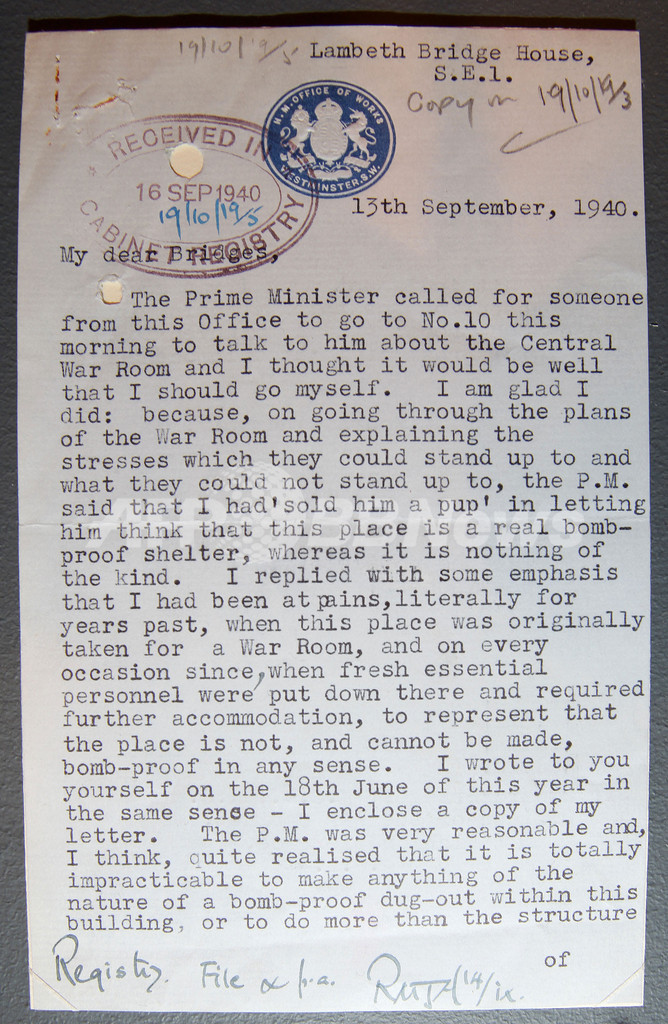 19/10/19/5
Lambeth Bridge House,
S.E.1.
Copy on 19/10/19/3
H.M. OFFICE OF WORKS
WESTMINSTER. S.W.
RECEIVED IN
16 SEP 1940
19/10/19/5
CABINET REGISTRY
13th September, 1940.
My dear Bridges,
The Prime Minister called for someone
from this Office to go to No.10 this
morning to talk to him about the Central
War Room and I thought it would be well
that I should go myself. I am glad I
did: because, on going through the plans
of the War Room and explaining the
stresses which they could stand up to and
what they could not stand up to, the P.M.
said that I had 'sold him a pup' in letting
him think that this place is a real bomb-
proof shelter, whereas it is nothing of
the kind. I replied with some emphasis
that I had been at pains, literally for
years past, when this place was originally
taken for a War Room, and on every
occasion since, when fresh essential
personnel were put down there and required
further accommodation, to represent that
the place is not, and cannot be made,
bomb-proof in any sense. I wrote to you
yourself on the 18th June of this year in
the same sense - I enclose a copy of my
letter. The P.M. was very reasonable and,
I think, quite realised that it is totally
impracticable to make anything of the
nature of a bomb-proof dug-out within this
building, or to do more than the structure
of
Registry. File & p.a. 14/ix.